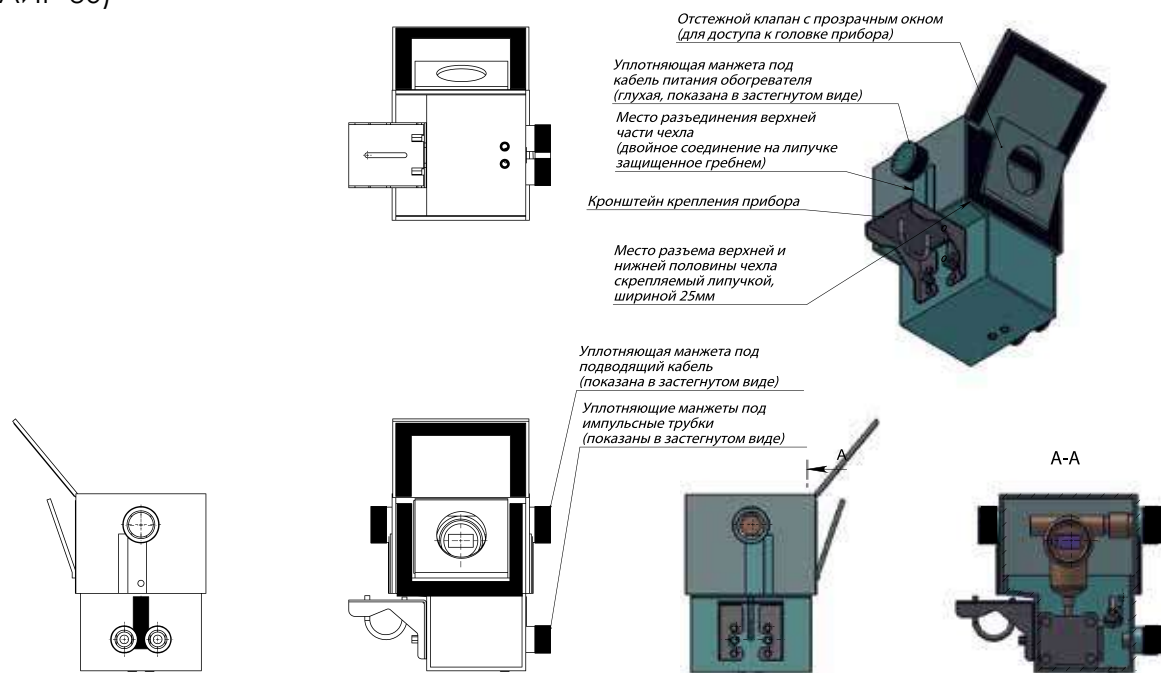 Отстежной клапан с прозрачным окном
(для доступа к головке прибора)
Уплотняющая манжета под
кабель питания обогревателя
(глухая, показана в застегнутом виде)
Место разъединения верхней
части чехла
(двойное соединение на липучке
защищенное гребнем)
Кронштейн крепления прибора
Место разъема верхней и
нижней половины чехла
скрепляемый липучкой,
шириной 25мм
Уплотняющая манжета под
подводящий кабель
(показана в застегнутом виде)
Уплотняющие манжеты под
импульсные трубки
(показаны в застегнутом виде)
А
А-А